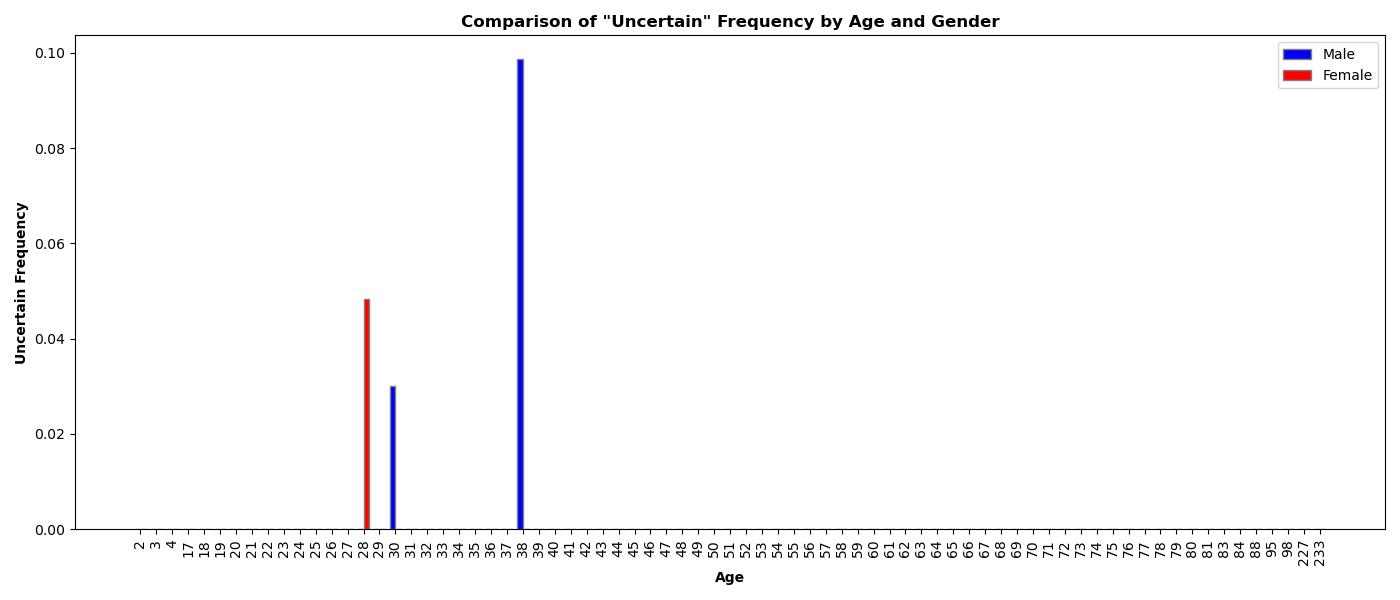 Comparison of "Uncertain" Frequency by Age and Gender
Male
Female
Uncertain Frequency
0.10
0.08
0.06
0.04
0.02
0.00
2 3 4 17 18 19 20 21 22 23 24 25 26 27 28 29 30 31 32 33 34 35 36 37 38 39 40 41 42 43 44 45 46 47 48 49 50 51 52 53 54 55 56 57 58 59 60 61 62 63 64 65 66 67 68 69 70 71 72 73 74 75 76 77 78 79 80 81 83 84 88 95 98 227 233
Age